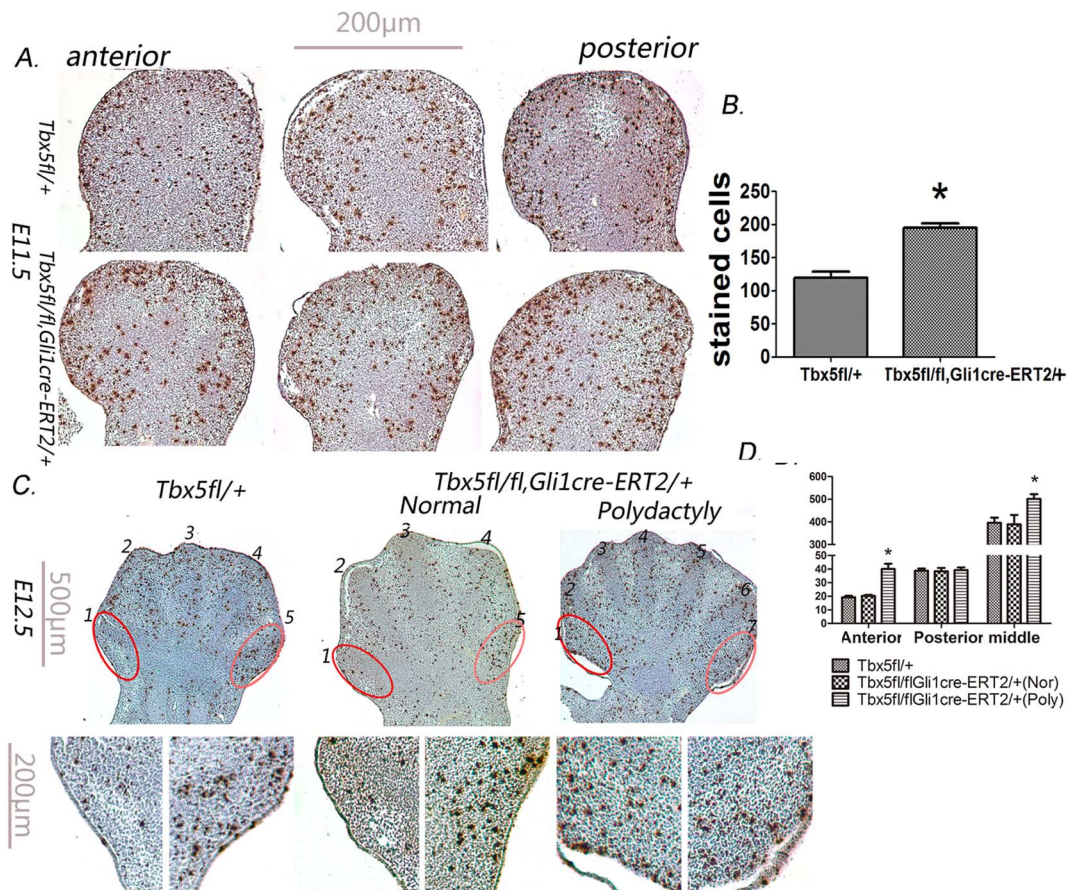 A.
anterior
200µm
posterior
Tbx5fl/+
E11.5
Tbx5fl/fl,Gli1cre-ERT2/+
B.
*
stained cells
250
200
150
100
50
0
Tbx5fl/+
Tbx5fl/fl,Gli1cre-ERT2/+
C.
Tbx5fl/+
Tbx5fl/fl,Gli1cre-ERT2/+
Normal
Polydactyly
E12.5
500µm
1 2 3 4 5
1 2 3 4 5
1 2 3 4 5 6 7
200µm
D.
600
500
400
300
40
20
10
0
*
*
Anterior Posterior middle
Tbx5fl/+
Tbx5fl/flGli1cre-ERT2/+(Nor)
Tbx5fl/flGli1cre-ERT2/+(Poly)